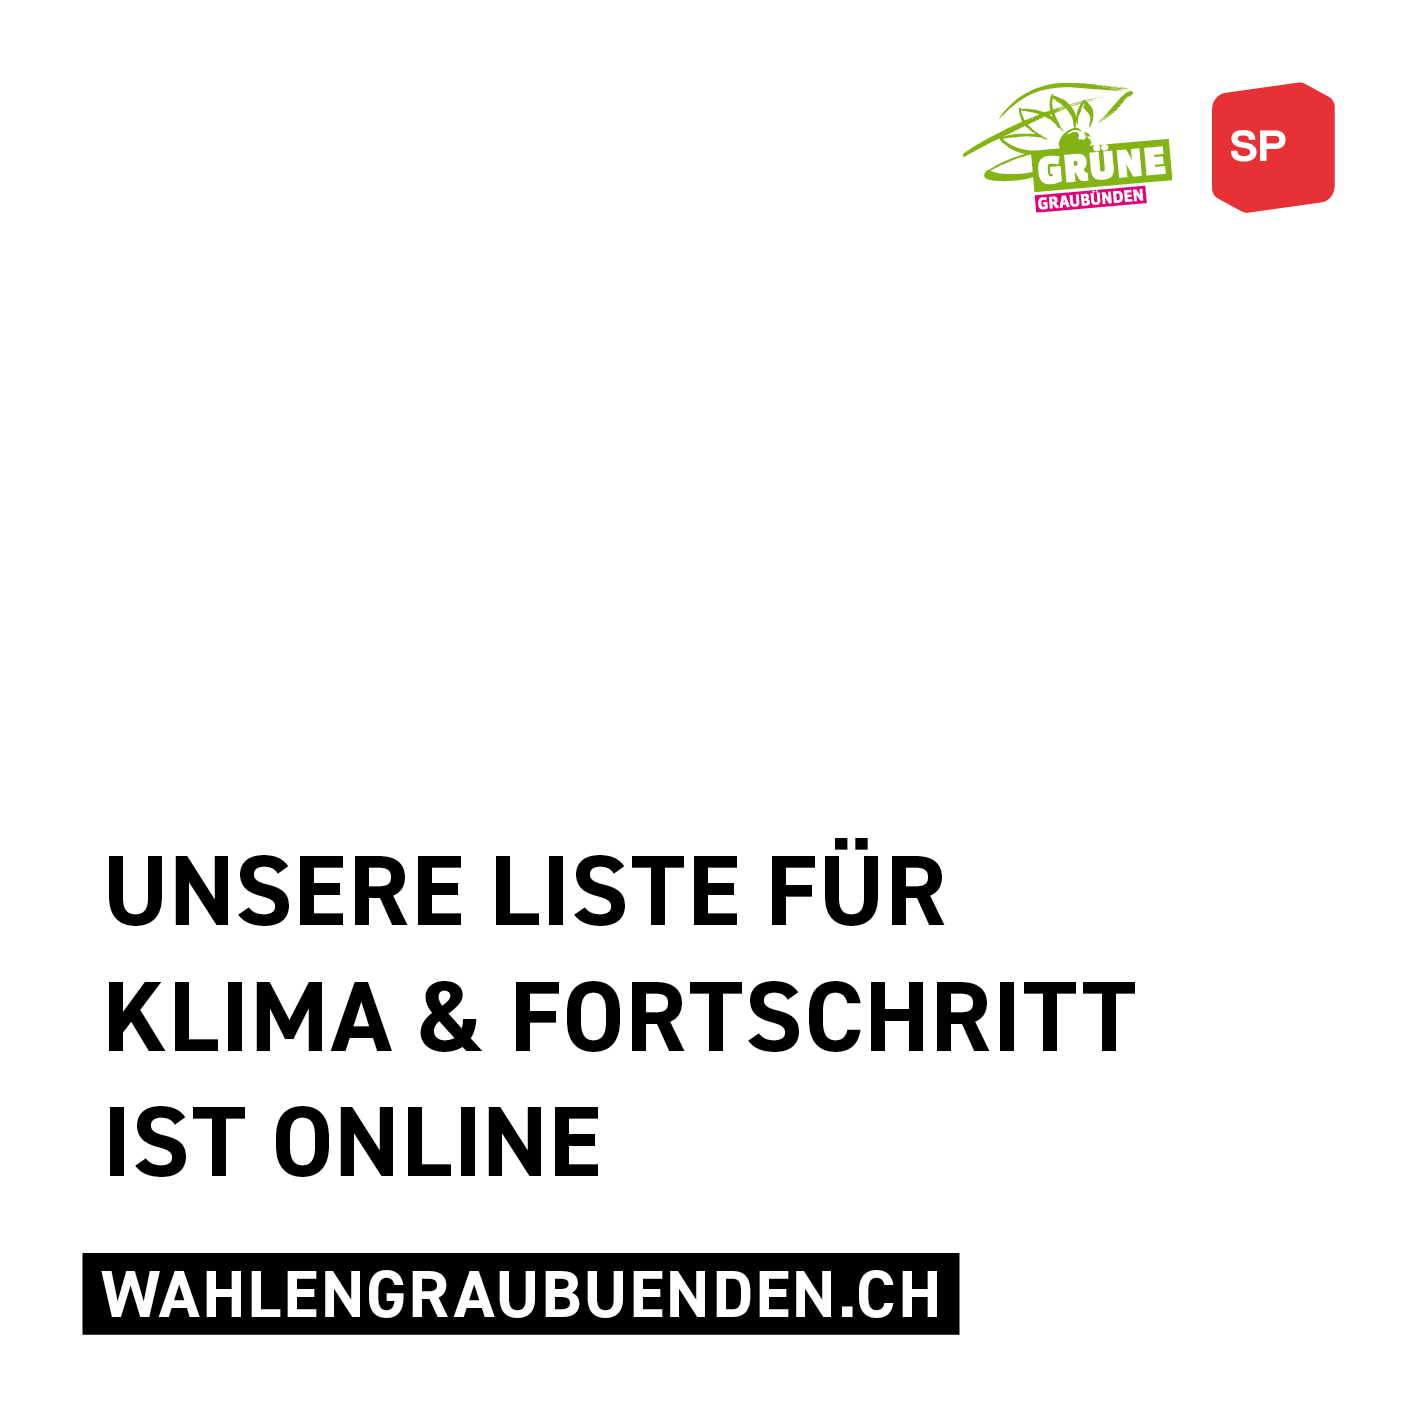 GRÜNE
GRAUBÜNDEN
SP
UNSERE LISTE FÜR
KLIMA & FORTSCHRITT
IST ONLINE
WAHLENGRAUBUENDEN.CH